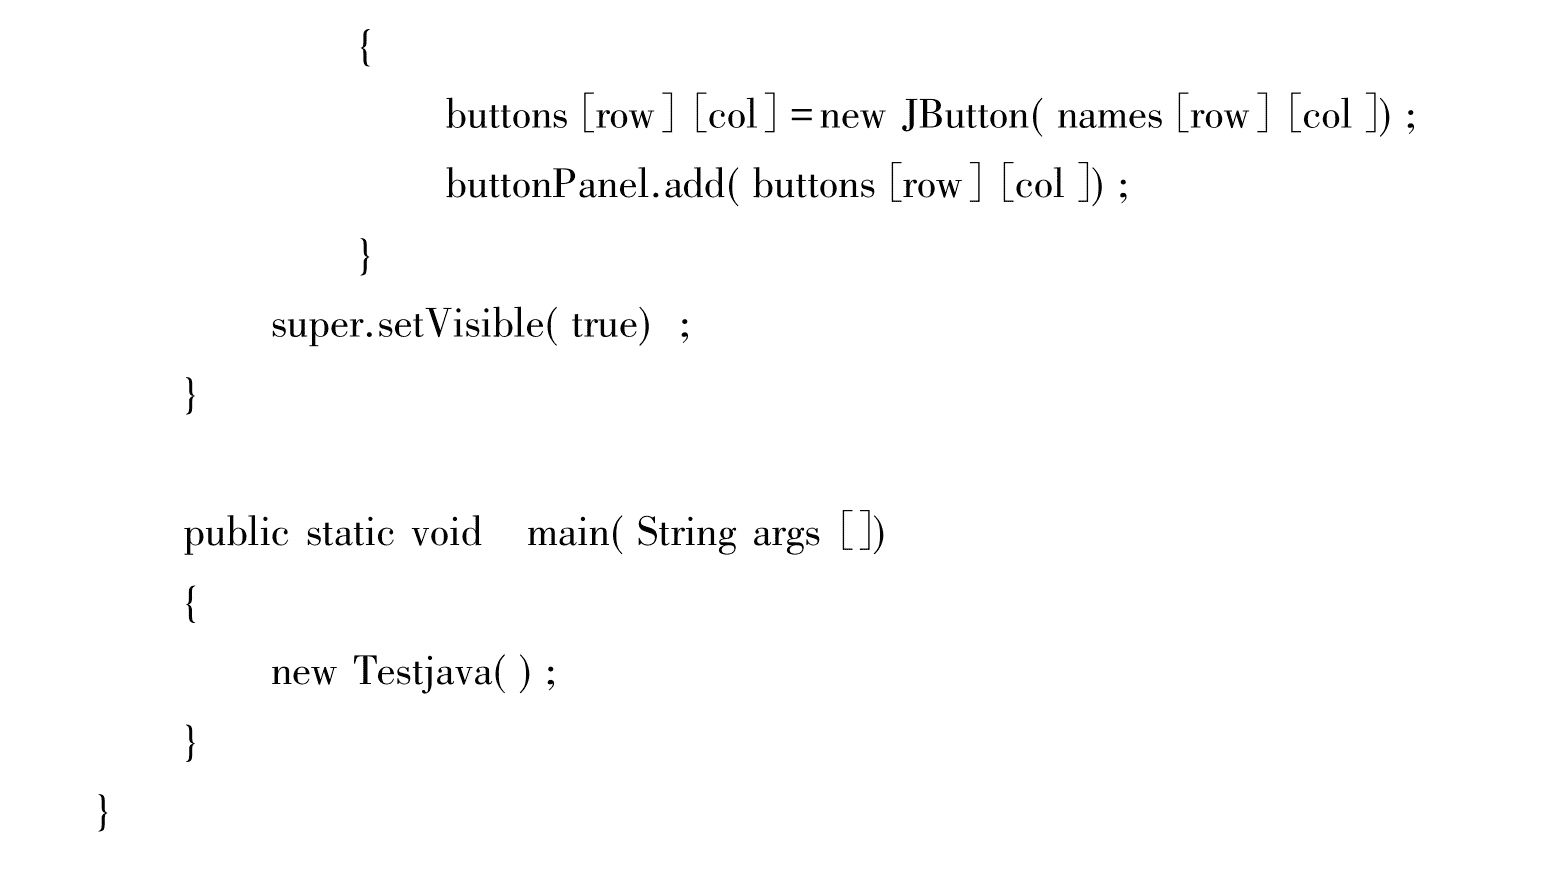 {
buttons [row] [col] =new JButton( names [row] [col ]) ;
buttonPanel.add( buttons [row] [col ]) ;
}
super.setVisible( true) ;
}
public static void main( String args [ ])
{
new Testjava( ) ;
}
}